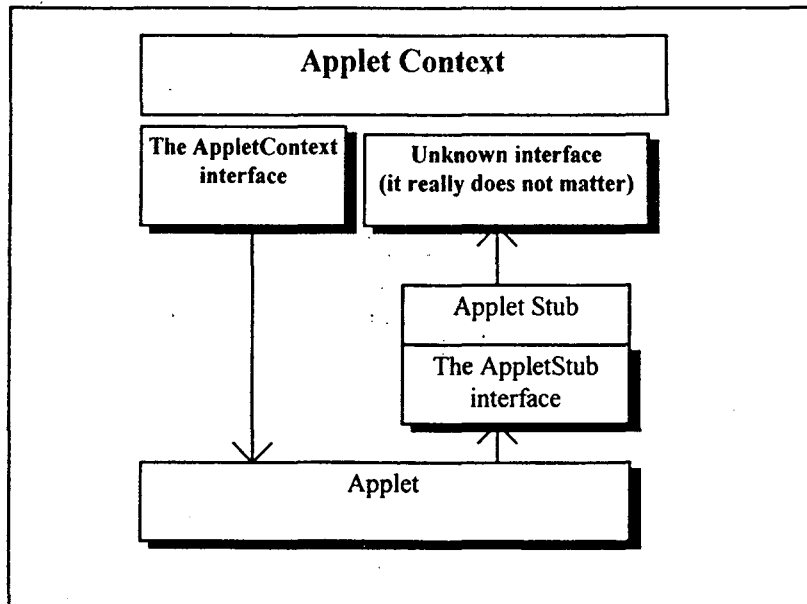 Applet Context
The AppletContext
interface
Unknown interface
(it really does not matter)
Applet Stub
The AppletStub
interface
Applet